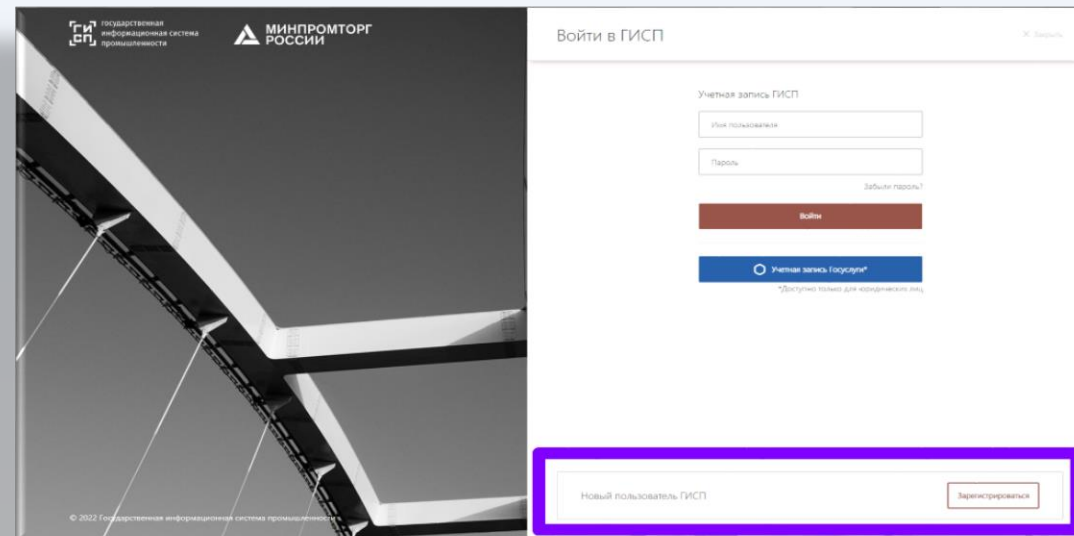 государственная
информационная система
промышленности
МИНПРОМТОРГ
РОССИИ
Войти в ГИСП
× Закрыть
Учетная запись ГИСП
Имя пользователя
Пароль
Забыли пароль?
Войти
Учетная запись Госуслуги*
*Доступно только для юридических лиц
Новый пользователь ГИСП
Зарегистрироваться
© 2022 Государственная информационная система промышленности